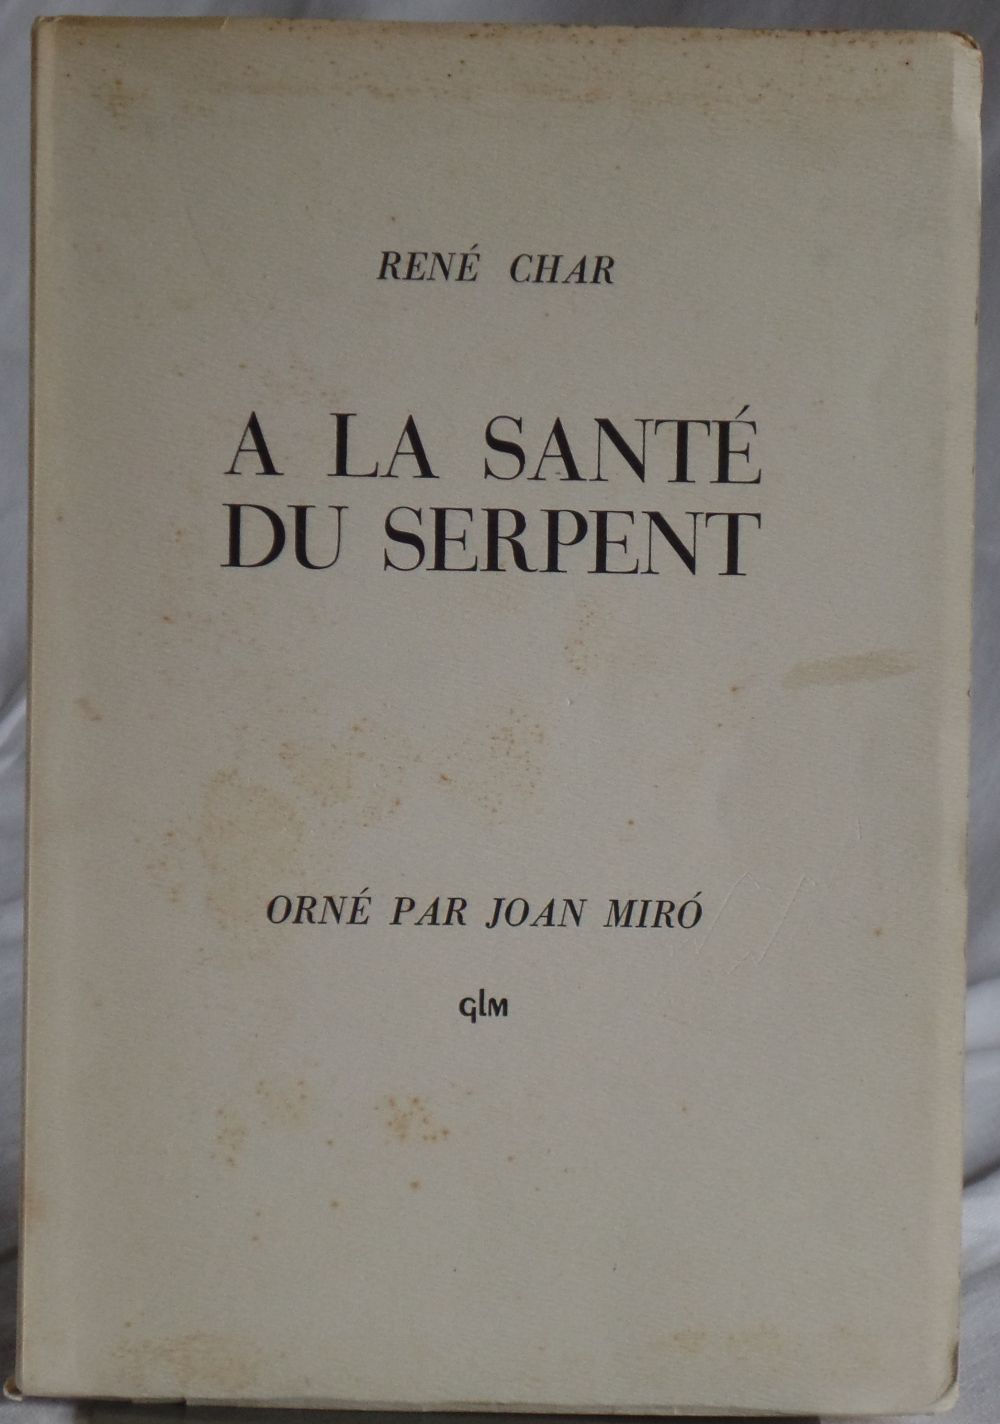 RENÉ CHAR
A LA SANTÉ
DU SERPENT
ORNÉ PAR JOAN MIRÓ
GLM